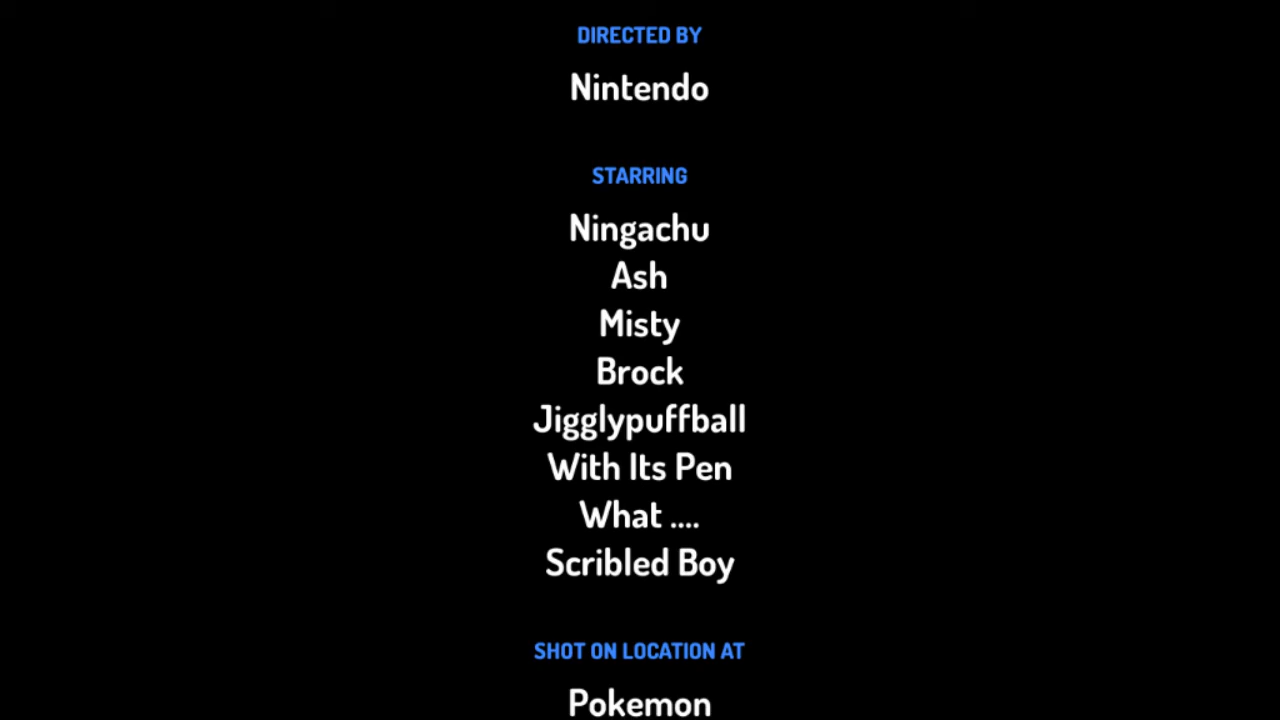 DIRECTED BY
Nintendo
STARRING
Ningachu
Ash
Misty
Brock
Jigglypuffball
With Its Pen
What ....
Scribled Boy
SHOT ON LOCATION AT
Pokemon